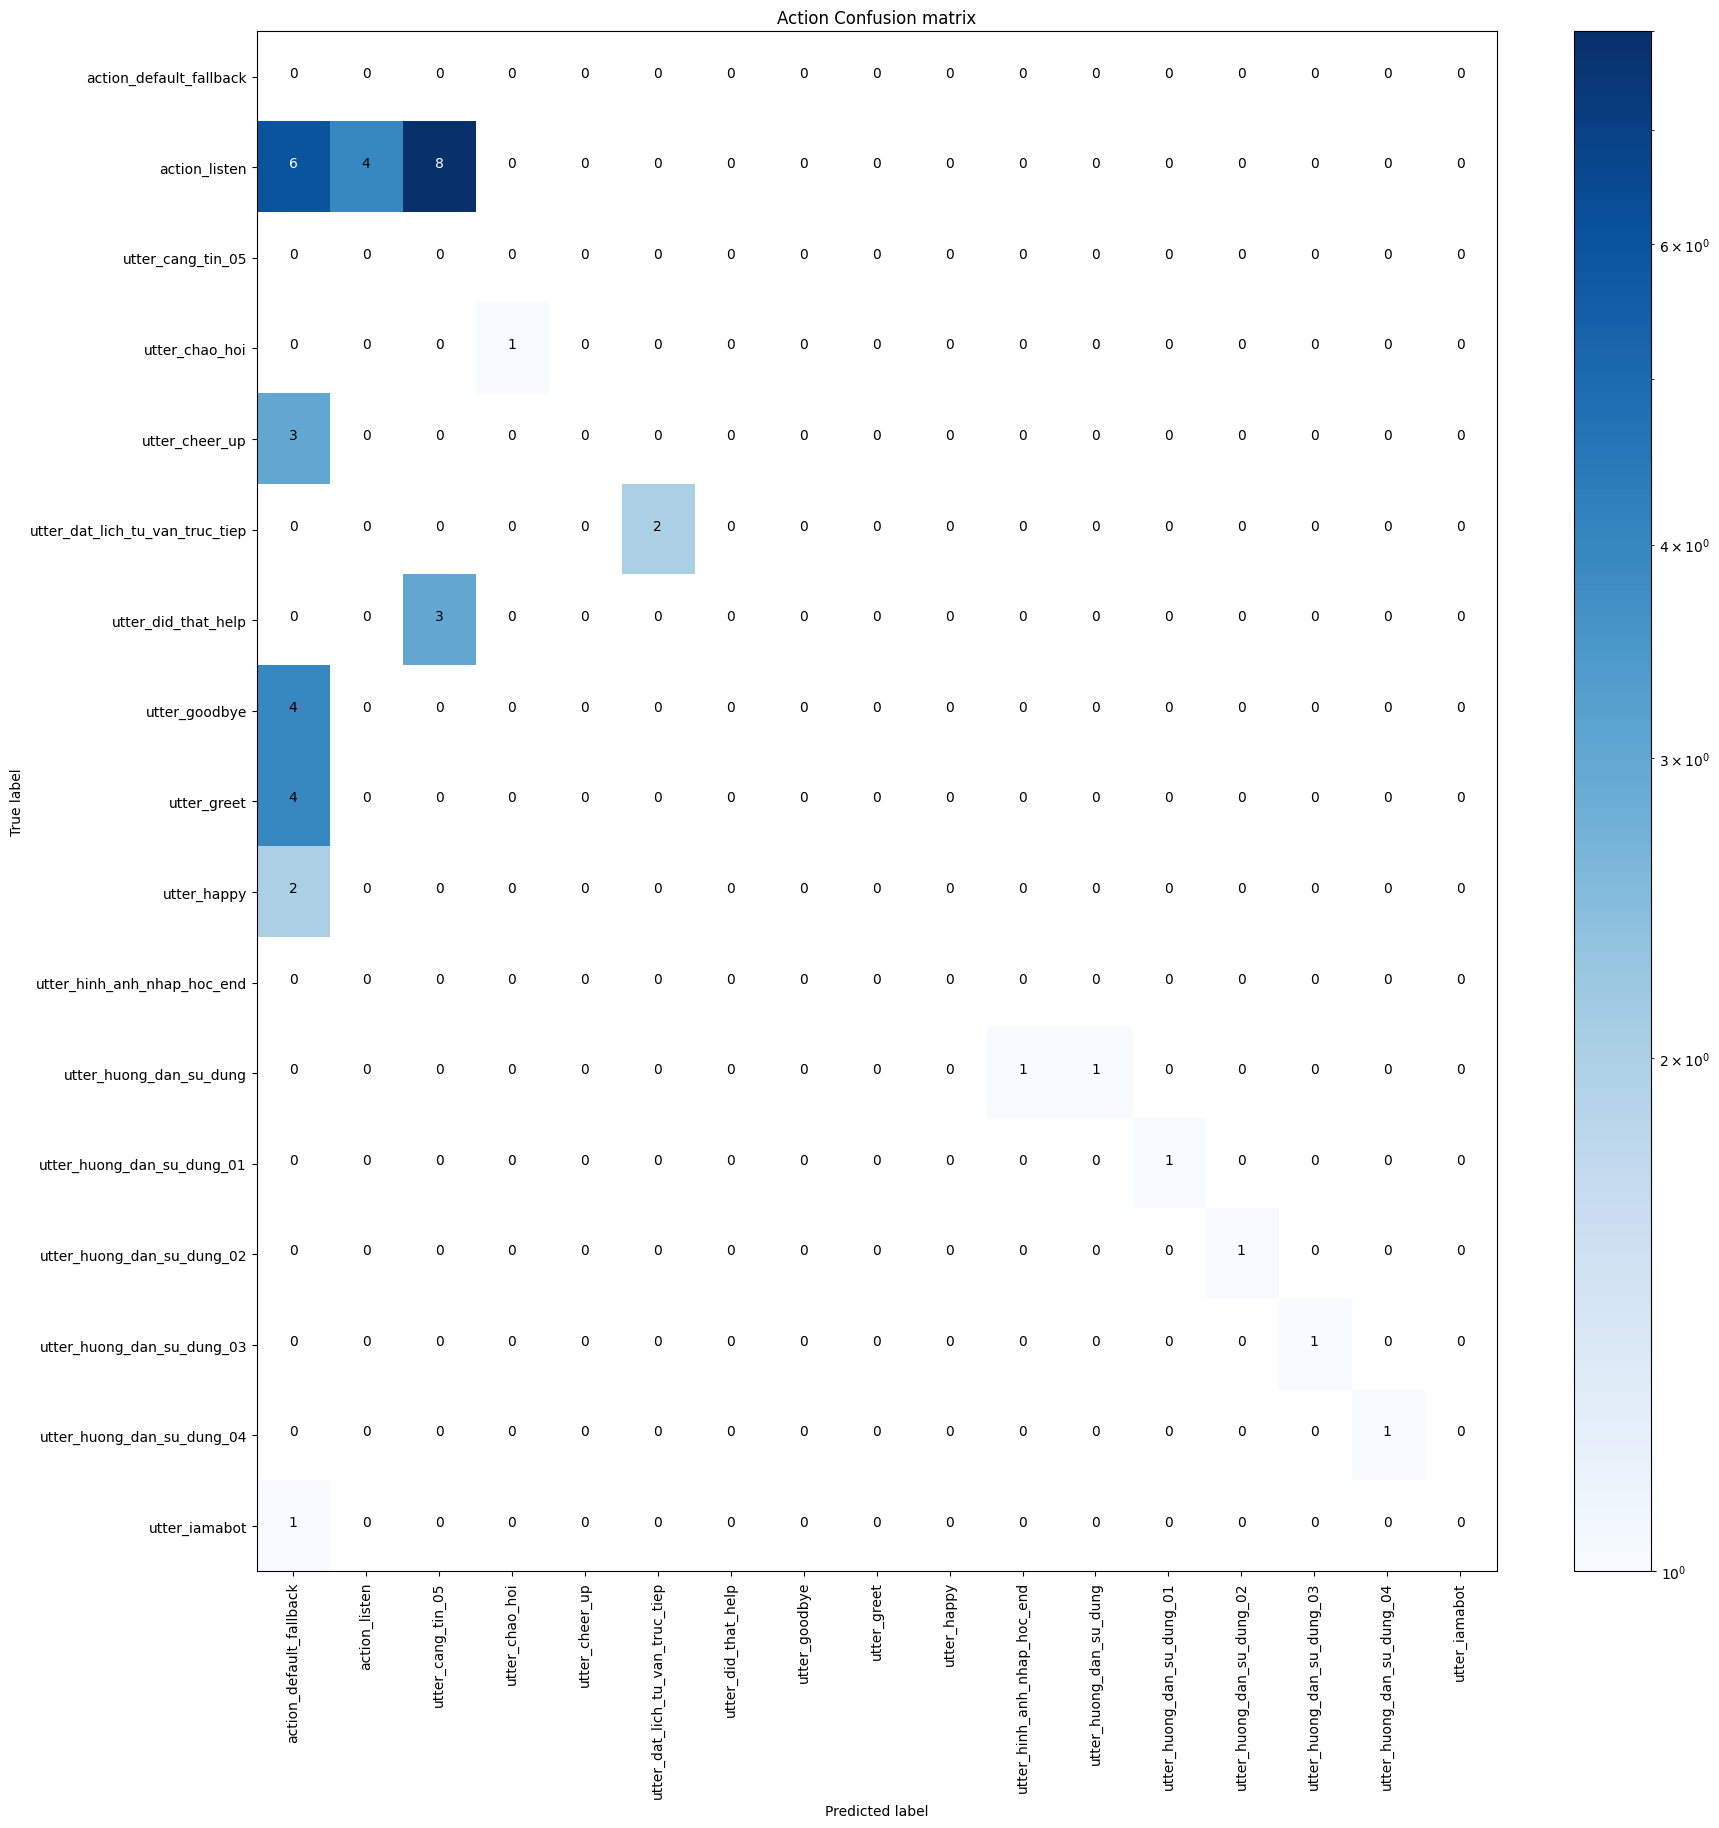 Action Confusion matrix
action_default_fallback 0 0 0 0 0 0 0 0 0 0 0 0 0 0 0 0 0
action_listen 6 4 8 0 0 0 0 0 0 0 0 0 0 0 0 0 0
utter_cang_tin_05 0 0 0 0 0 0 0 0 0 0 0 0 0 0 0 0 0
utter_chao_hoi 0 0 0 1 0 0 0 0 0 0 0 0 0 0 0 0 0
utter_cheer_up 3 0 0 0 0 0 0 0 0 0 0 0 0 0 0 0 0
utter_dat_lich_tu_van_truc_tiep 0 0 0 0 0 2 0 0 0 0 0 0 0 0 0 0 0
utter_did_that_help 0 0 3 0 0 0 0 0 0 0 0 0 0 0 0 0 0
utter_goodbye 4 0 0 0 0 0 0 0 0 0 0 0 0 0 0 0 0
utter_greet 4 0 0 0 0 0 0 0 0 0 0 0 0 0 0 0 0
utter_happy 2 0 0 0 0 0 0 0 0 0 0 0 0 0 0 0 0
utter_hinh_anh_nhap_hoc_end 0 0 0 0 0 0 0 0 0 0 0 0 0 0 0 0 0
utter_huong_dan_su_dung 0 0 0 0 0 0 0 0 0 0 1 1 0 0 0 0 0
utter_huong_dan_su_dung_01 0 0 0 0 0 0 0 0 0 0 0 0 1 0 0 0 0
utter_huong_dan_su_dung_02 0 0 0 0 0 0 0 0 0 0 0 0 0 1 0 0 0
utter_huong_dan_su_dung_03 0 0 0 0 0 0 0 0 0 0 0 0 0 0 1 0 0
utter_huong_dan_su_dung_04 0 0 0 0 0 0 0 0 0 0 0 0 0 0 0 1 0
utter_iamabot 1 0 0 0 0 0 0 0 0 0 0 0 0 0 0 0 0
True label
action_default_fallback
action_listen
utter_cang_tin_05
utter_chao_hoi
utter_cheer_up
utter_dat_lich_tu_van_truc_tiep
utter_did_that_help
utter_goodbye
utter_greet
utter_happy
utter_hinh_anh_nhap_hoc_end
utter_huong_dan_su_dung
utter_huong_dan_su_dung_01
utter_huong_dan_su_dung_02
utter_huong_dan_su_dung_03
utter_huong_dan_su_dung_04
utter_iamabot
Predicted label
6 × 10⁰
4 × 10⁰
3 × 10⁰
2 × 10⁰
10⁰